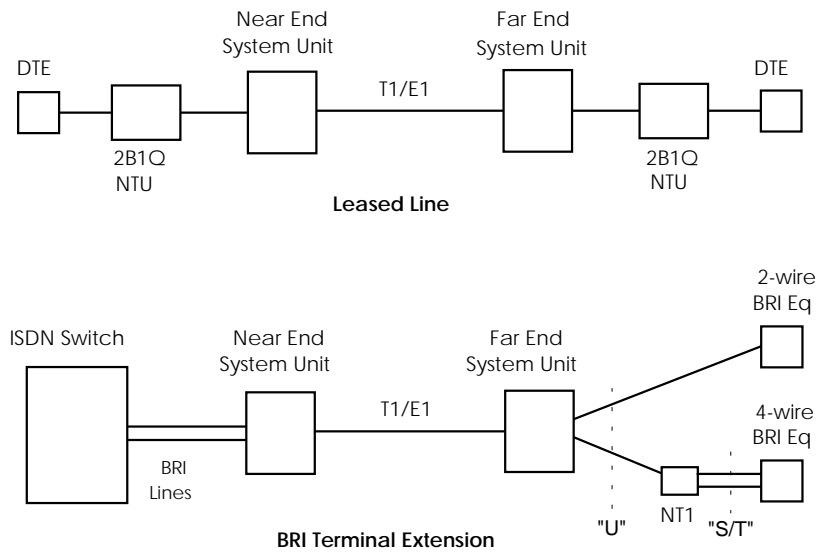 Near End
System Unit
Far End
System Unit
DTE
T1/E1
DTE
2B1Q
NTU
2B1Q
NTU
Leased Line
2-wire
BRI Eq
ISDN Switch
Near End
System Unit
Far End
System Unit
T1/E1
4-wire
BRI Eq
BRI
Lines
"U"
NT1
"S/T"
BRI Terminal Extension